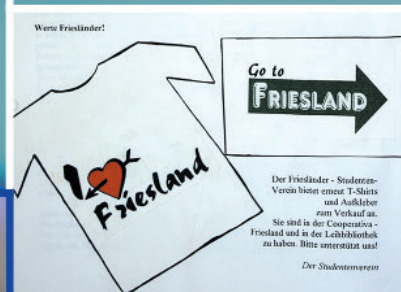 Werte Friesländer!
Go to
FRIESLAND
I
Friesland
Der Friesländer - Studenten-
Verein bietet erneut T-Shirts
und Aufkleber
zum Verkauf an.
Sie sind in der Cooperativa -
Friesland und in der Leihbibliothek
zu haben. Bitte unterstützt uns!
Der Studentenverein